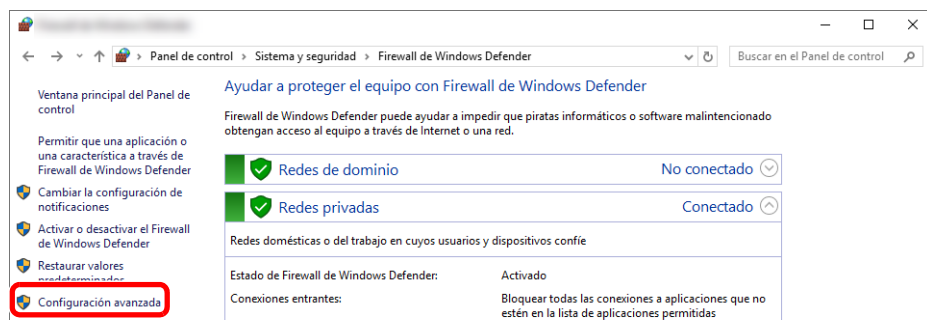 Panel de control › Sistema y seguridad › Firewall de Windows Defender
Buscar en el Panel de control
Ventana principal del Panel de
control
Permitir que una aplicación o
una característica a través de
Firewall de Windows Defender
Cambiar la configuración de
notificaciones
Activar o desactivar el Firewall
de Windows Defender
Restaurar valores
predeterminados
Configuración avanzada
Ayudar a proteger el equipo con Firewall de Windows Defender
Firewall de Windows Defender puede ayudar a impedir que piratas informáticos o software malintencionado
obtengan acceso al equipo a través de Internet o una red.
Redes de dominio No conectado
Redes privadas Conectado
Redes domésticas o del trabajo en cuyos usuarios y dispositivos confíe
Estado de Firewall de Windows Defender: Activado
Conexiones entrantes: Bloquear todas las conexiones a aplicaciones que no
estén en la lista de aplicaciones permitidas